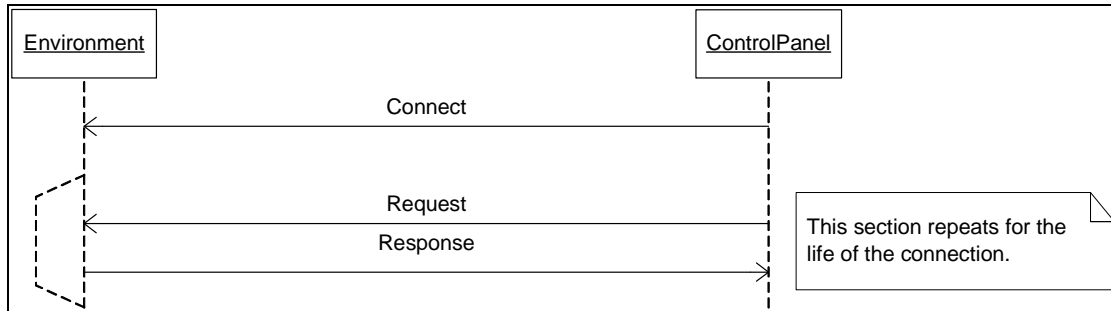 Environment
ControlPanel
Connect
Request
Response
This section repeats for the
life of the connection.